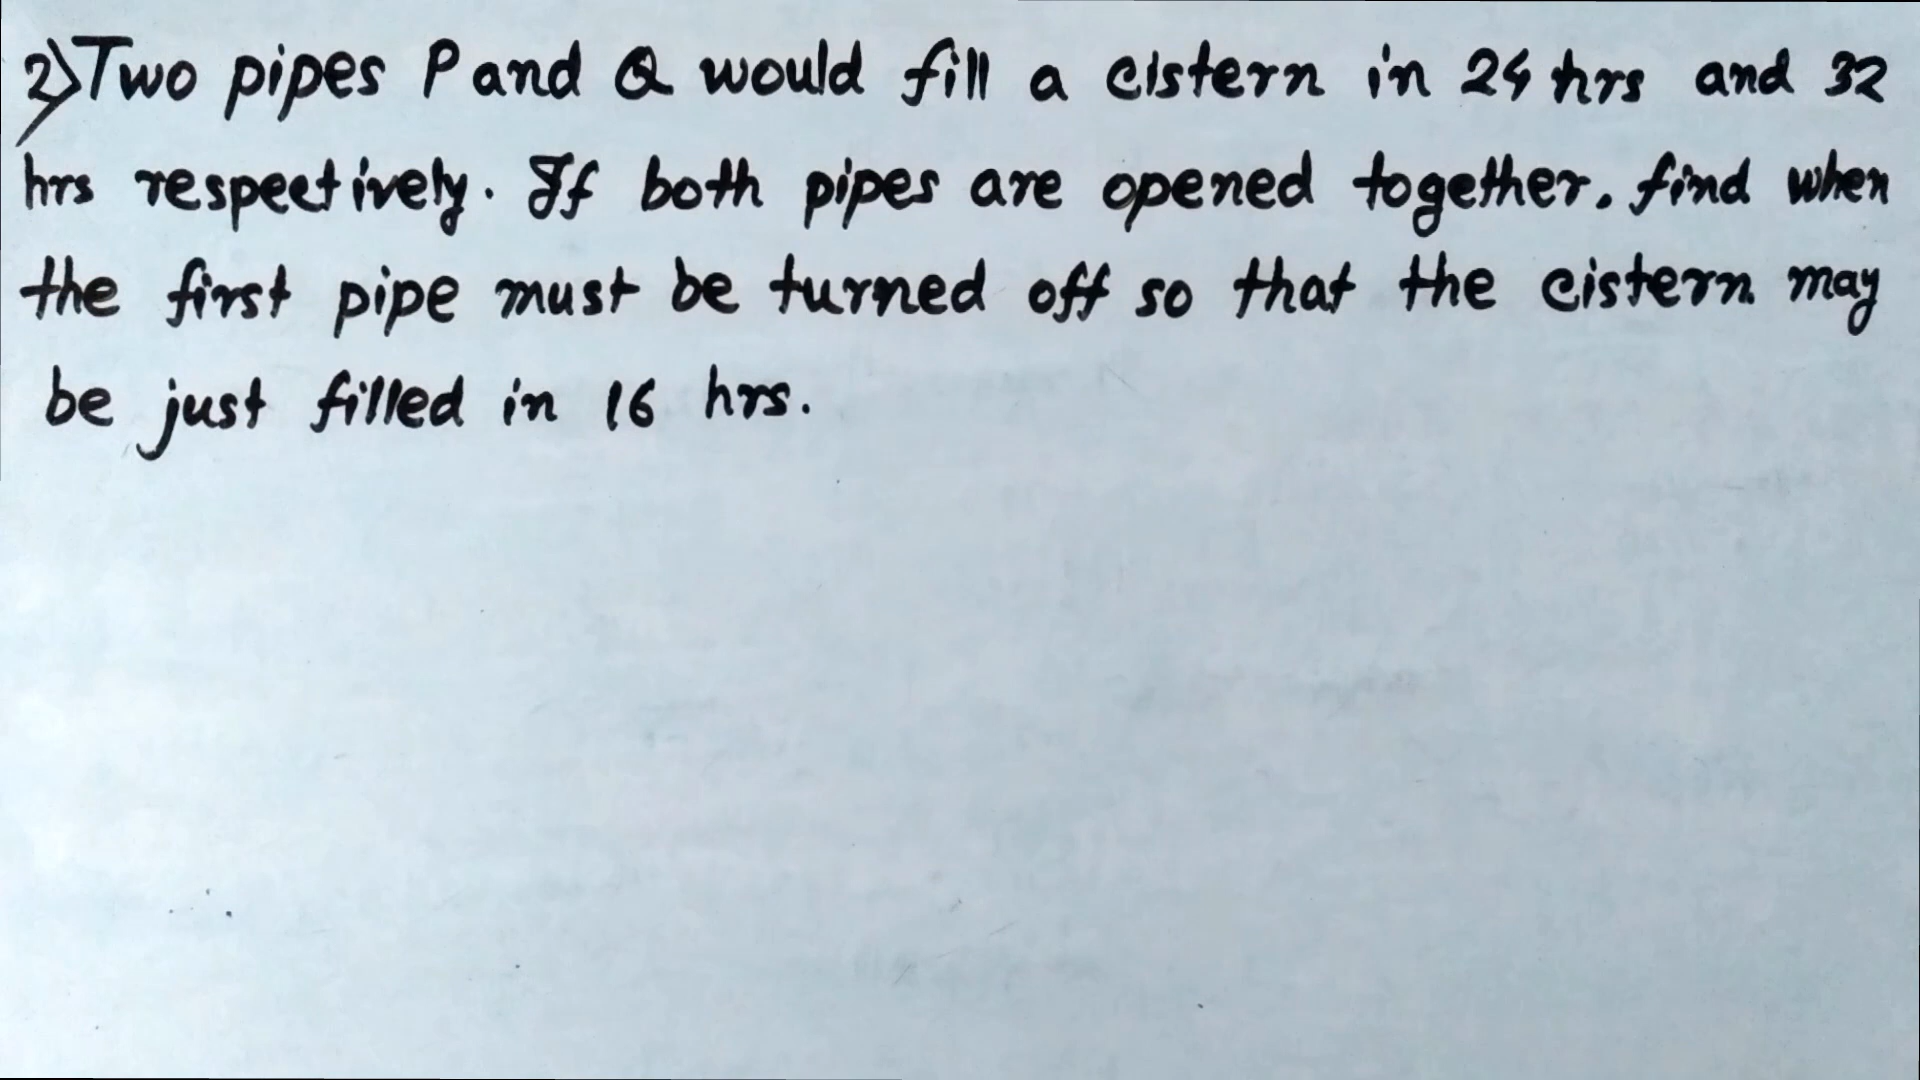 2) Two pipes P and Q would fill a cistern in 24 hrs and 32
hrs respectively. If both pipes are opened together. find when
the first pipe must be turned off so that the cistern may
be just filled in 16 hrs.